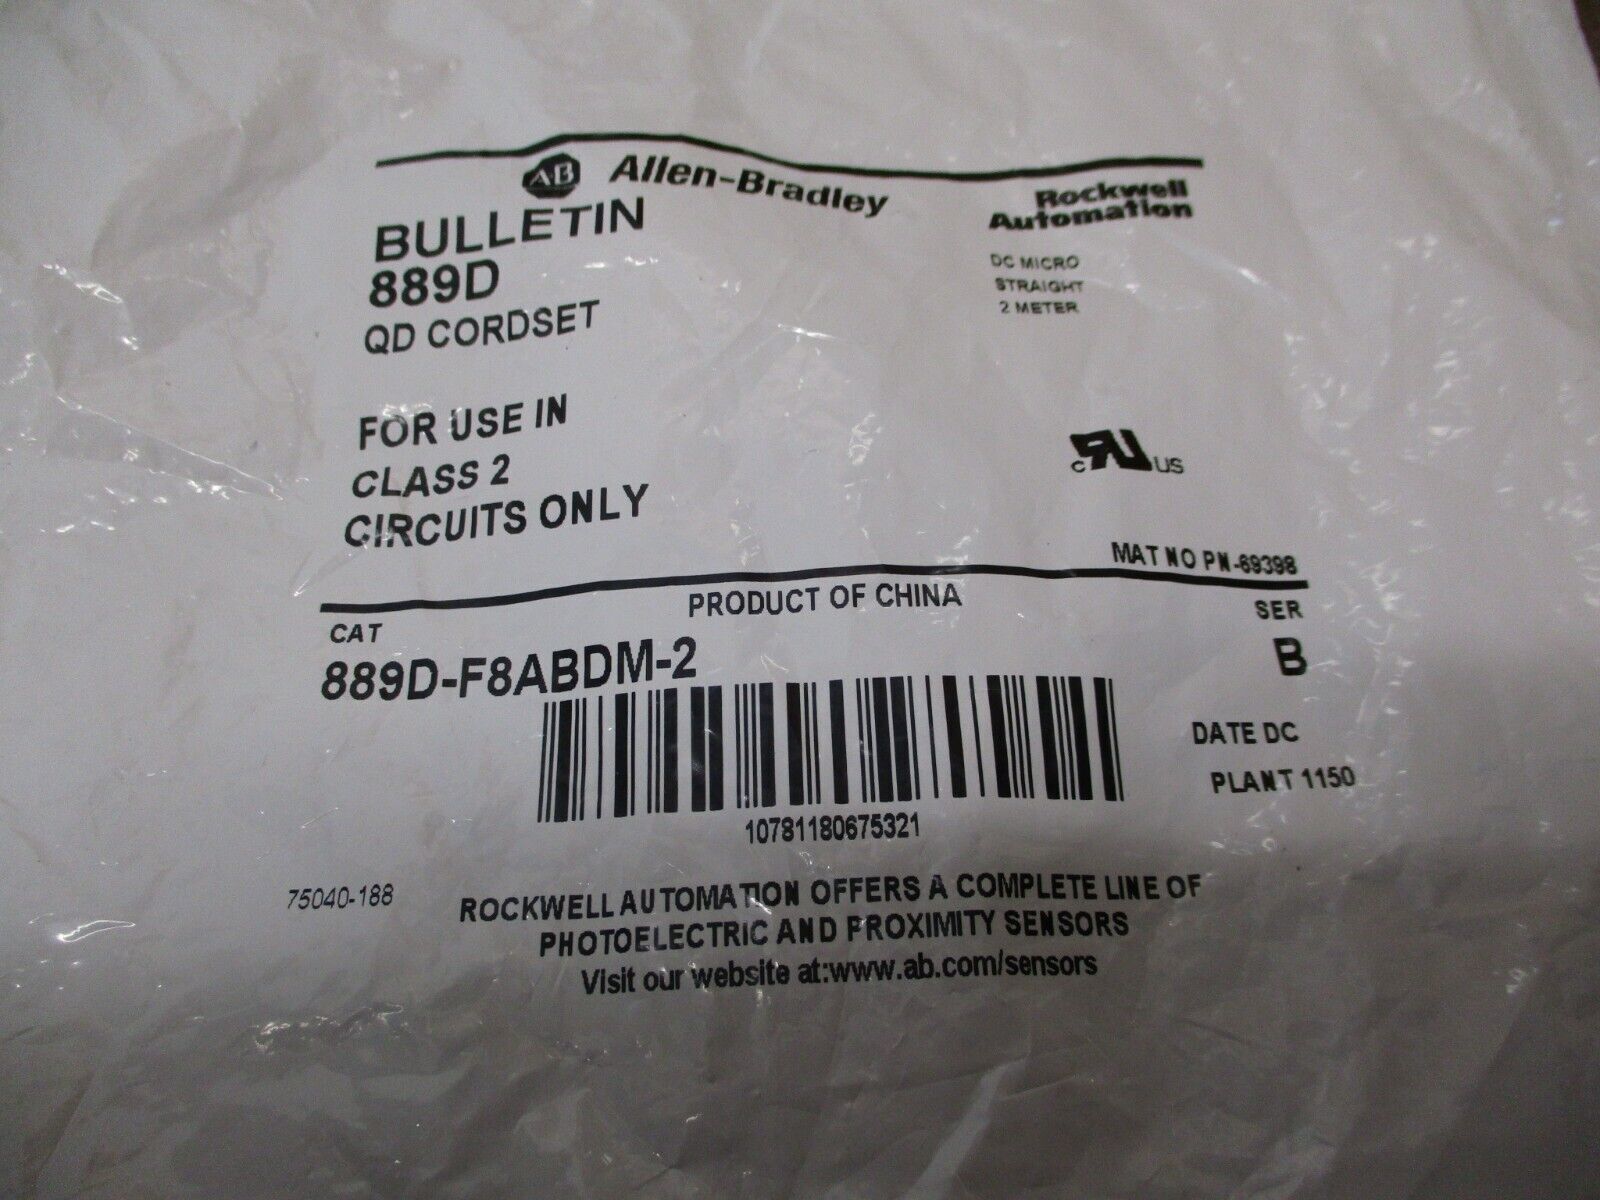 AB Allen-Bradley
BULLETIN
889D
QD CORDSET
Rockwell
Automation
DC MICRO
STRAIGHT
2 METER
FOR USE IN
CLASS 2
CIRCUITS ONLY
c RU US
MAT NO PN-69398
PRODUCT OF CHINA
CAT
889D-F8ABDM-2
SER
B
DATE DC
PLANT 1150
10781180675321
75040-188
ROCKWELL AUTOMATION OFFERS A COMPLETE LINE OF
PHOTOELECTRIC AND PROXIMITY SENSORS
Visit our website at:www.ab.com/sensors